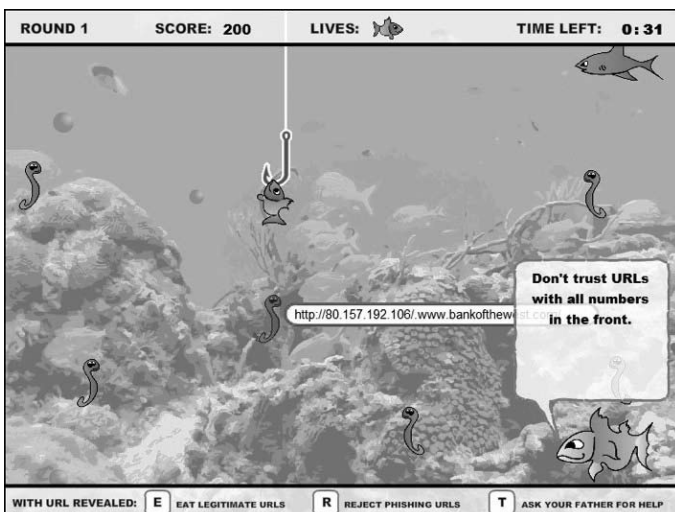 ROUND 1 SCORE: 200 LIVES: TIME LEFT: 0:31
Don't trust URLs
with all numbers
in the front.
http://80.157.192.106/.www.bankofthewest.com
WITH URL REVEALED: E EAT LEGITIMATE URLS R REJECT PHISHING URLS T ASK YOUR FATHER FOR HELP